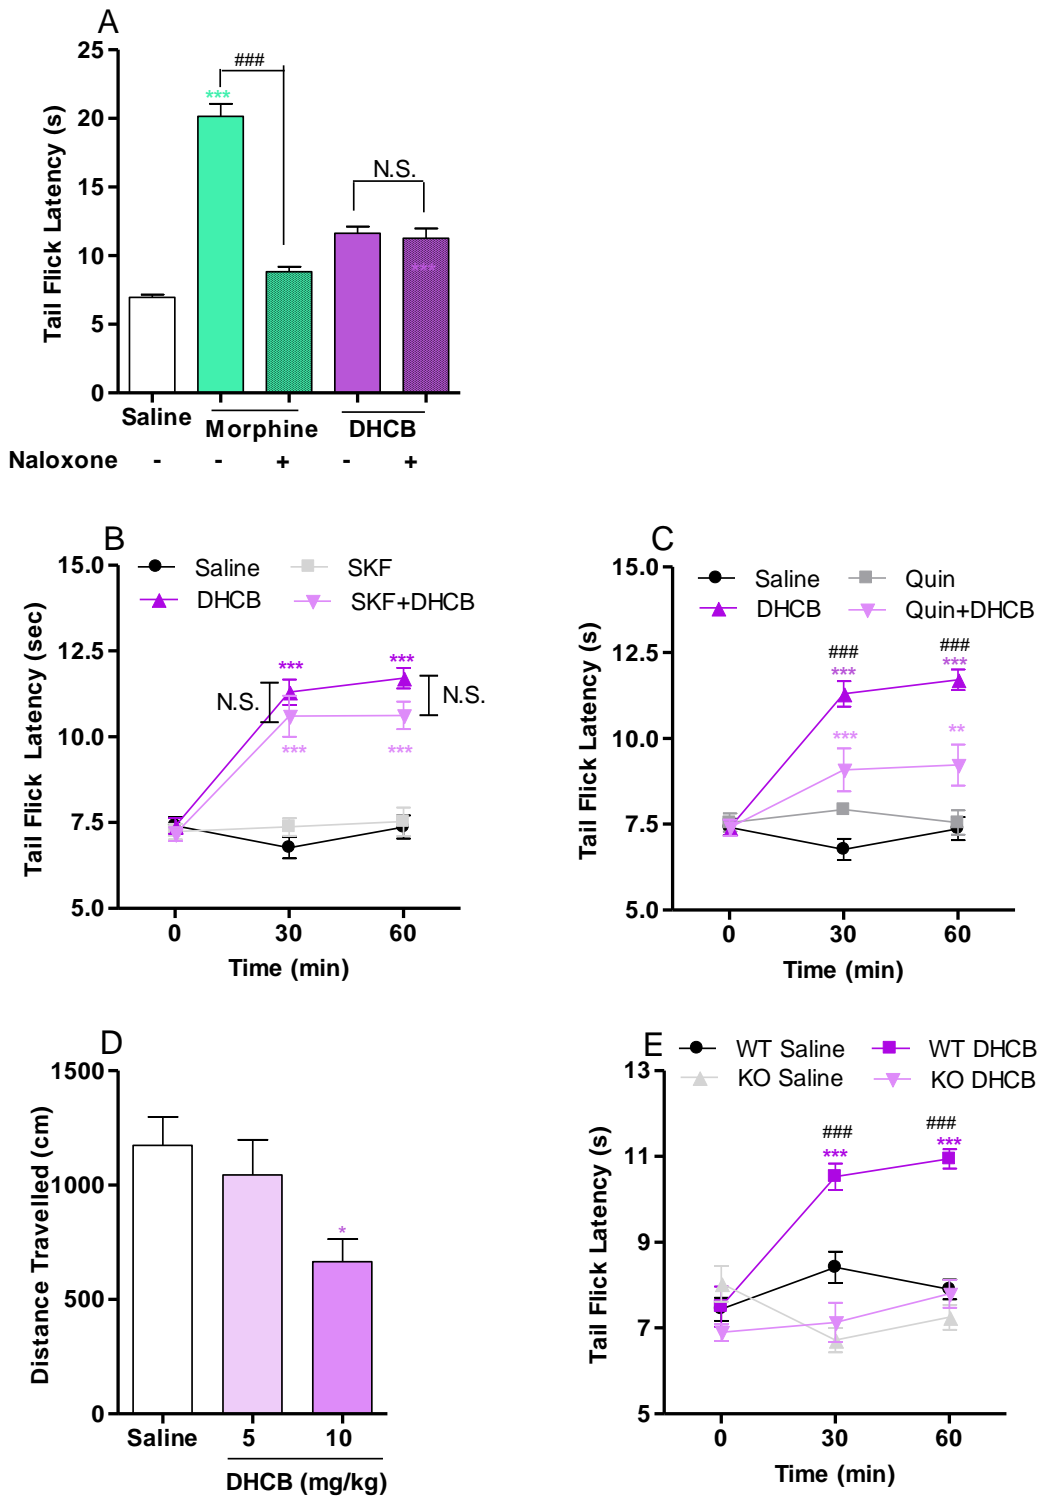 A
25
20
15
10
5
0
Tail Flick Latency (s)
***
###
N.S.
***
Saline
Morphine
DHCB
Naloxone - - + - +
B
15.0
12.5
10.0
7.5
5.0
Tail Flick Latency (sec)
Saline SKF
DHCB SKF+DHCB
*** ***
N.S. N.S.
*** ***
0 30 60
Time (min)
C
15.0
12.5
10.0
7.5
5.0
Tail Flick Latency (s)
Saline Quin
DHCB Quin+DHCB
### ###
*** ***
*** **
0 30 60
Time (min)
D
1500
1000
500
0
Distance Travelled (cm)
*
Saline 5 10
DHCB (mg/kg)
E
WT Saline WT DHCB
KO Saline KO DHCB
13
11
9
7
5
Tail Flick Latency (s)
### ###
*** ***
0 30 60
Time (min)